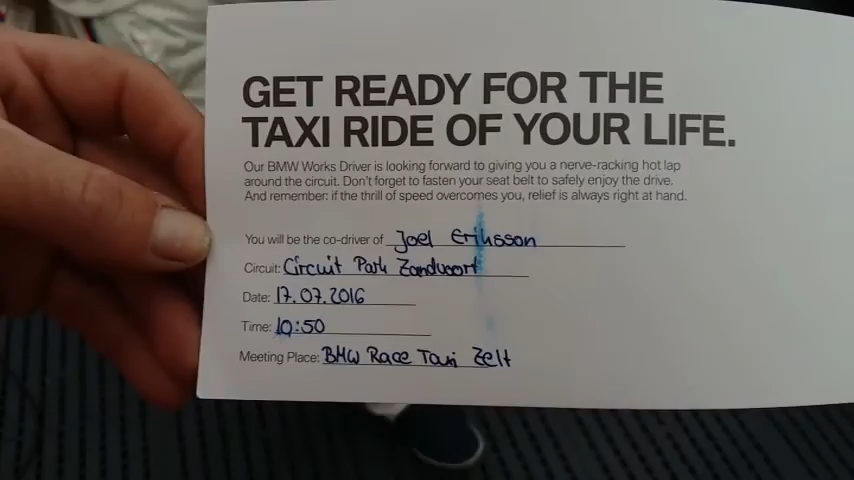 GET READY FOR THE
TAXI RIDE OF YOUR LIFE.
Our BMW Works Driver is looking forward to giving you a nerve-racking hot lap
around the circuit. Don't forget to fasten your seat belt to safely enjoy the drive.
And remember: if the thrill of speed overcomes you, relief is always right at hand.
You will be the co-driver of Joel Eriksson
Circuit: Circuit Park Zandvoort
Date: 17.07.2016
Time: 10:50
Meeting Place: BMW Race Taxi Zelt